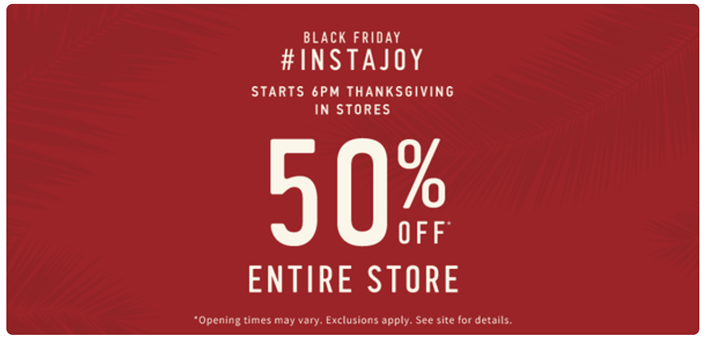 BLACK FRIDAY
#INSTAJOY
STARTS 6PM THANKSGIVING
IN STORES
50%
OFF*
ENTIRE STORE
*Opening times may vary. Exclusions apply. See site for details.